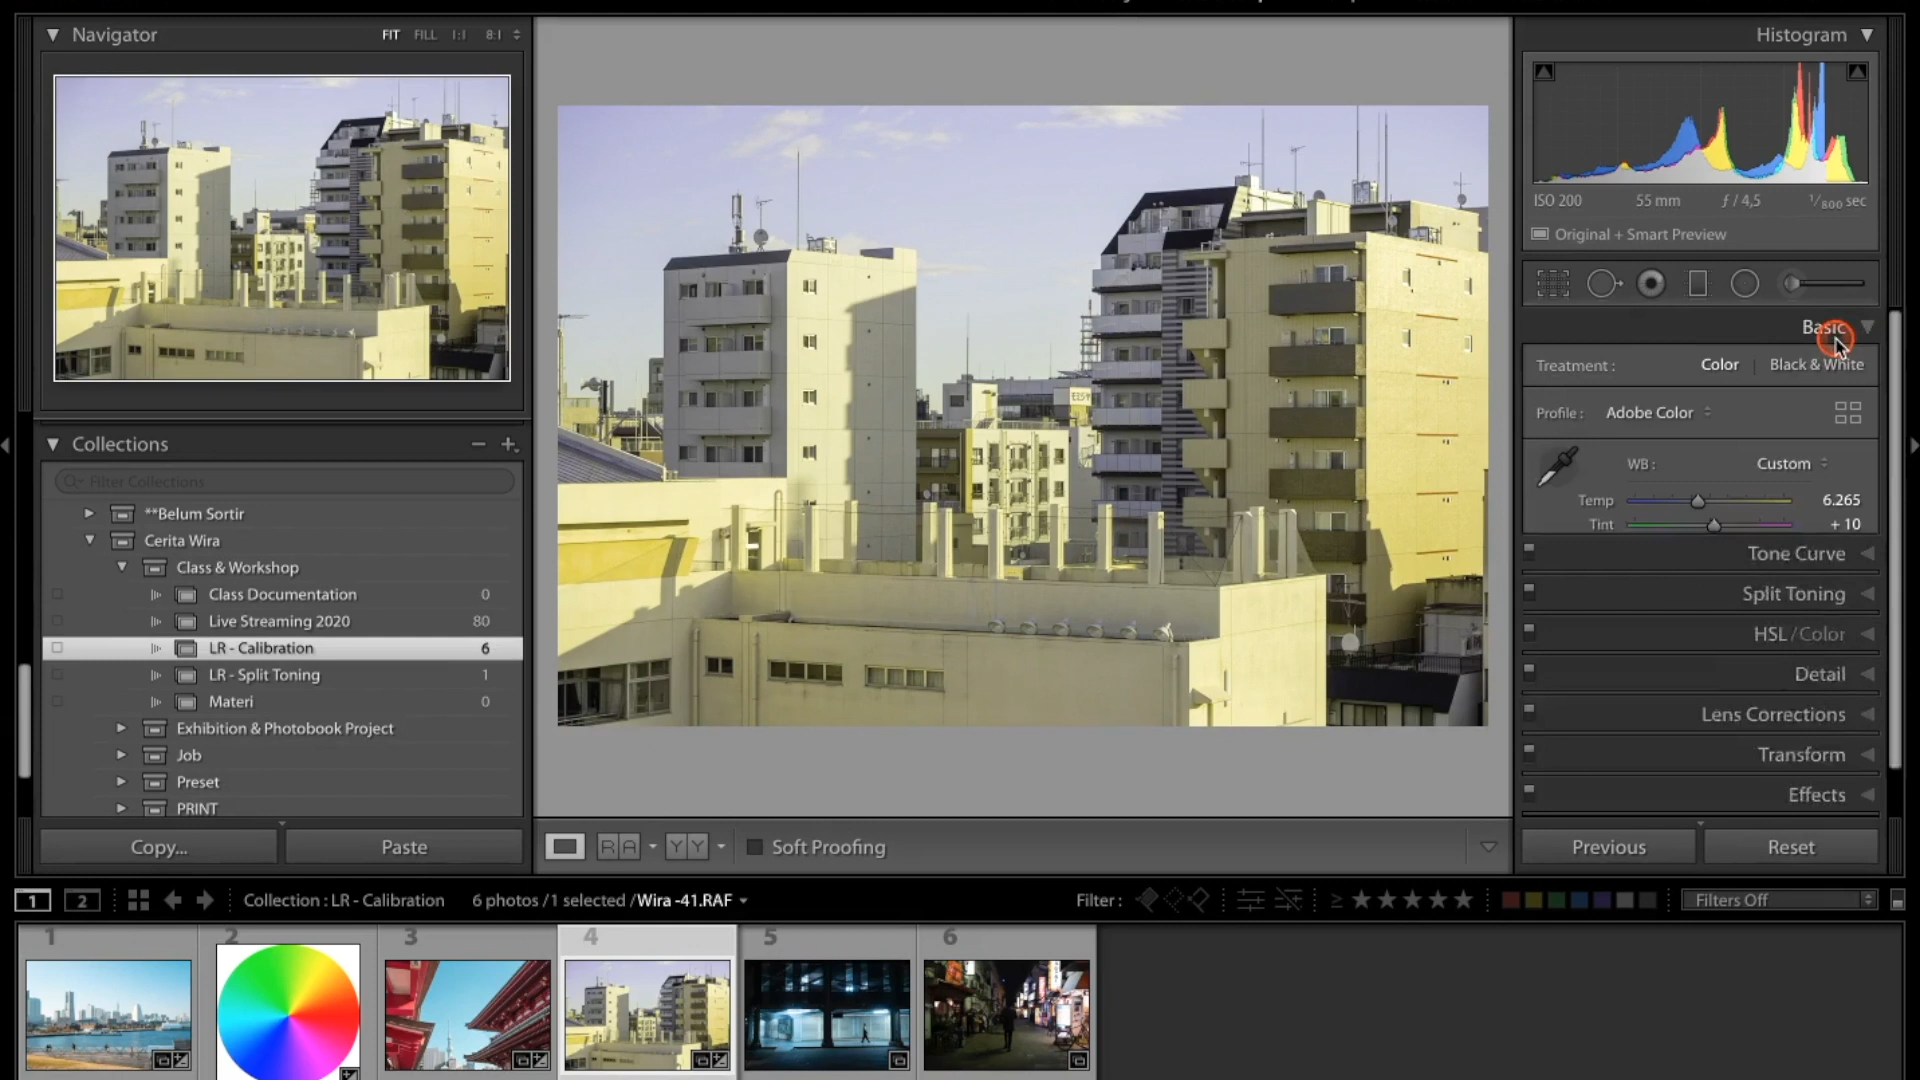 Navigator
FIT FILL 1:1 8:1
Collections
Filter Collections
**Belum Sortir
Cerita Wira
Class & Workshop
Class Documentation 0
Live Streaming 2020 80
LR - Calibration 6
LR - Split Toning 1
Materi 0
Exhibition & Photobook Project
Job
Preset
PRINT
Copy... Paste
R A Y Y Soft Proofing
Histogram
ISO 200 55 mm ƒ / 4,5 1/800 sec
Original + Smart Preview
Basic
Treatment : Color Black & White
Profile : Adobe Color
WB : Custom
Temp 6.265
Tint + 10
Tone Curve
Split Toning
HSL / Color
Detail
Lens Corrections
Transform
Effects
Previous Reset
1 2 Collection : LR - Calibration 6 photos / 1 selected / Wira -41.RAF Filter : ≥ ★★★★★ Filters Off
1 2 3 4 5 6